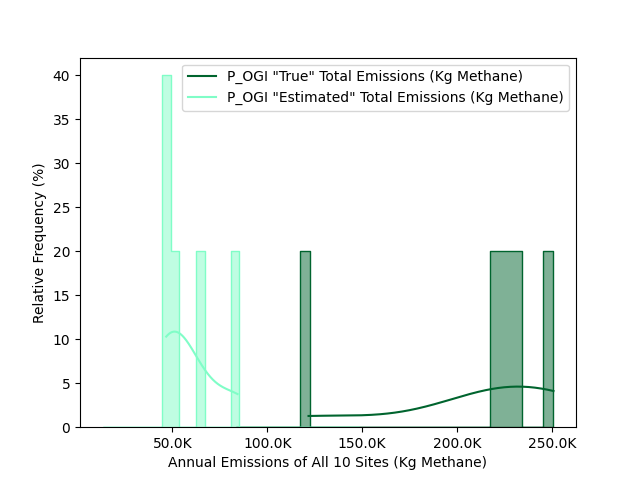 P_OGI "True" Total Emissions (Kg Methane)
P_OGI "Estimated" Total Emissions (Kg Methane)
Relative Frequency (%)
40
35
30
25
20
15
10
5
0
50.0K 100.0K 150.0K 200.0K 250.0K
Annual Emissions of All 10 Sites (Kg Methane)